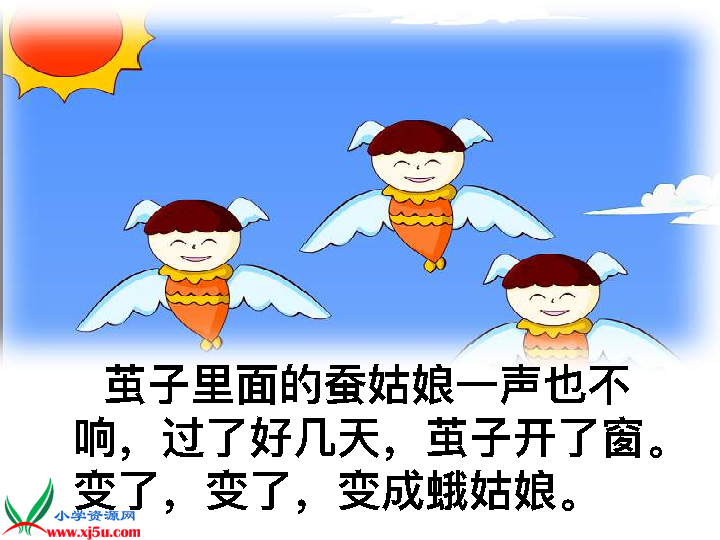 茧子里面的蚕姑娘一声也不
响，过了好几天，茧子开了窗。
变了，变了，变成蛾姑娘。
小学资源网
www.xj5u.com